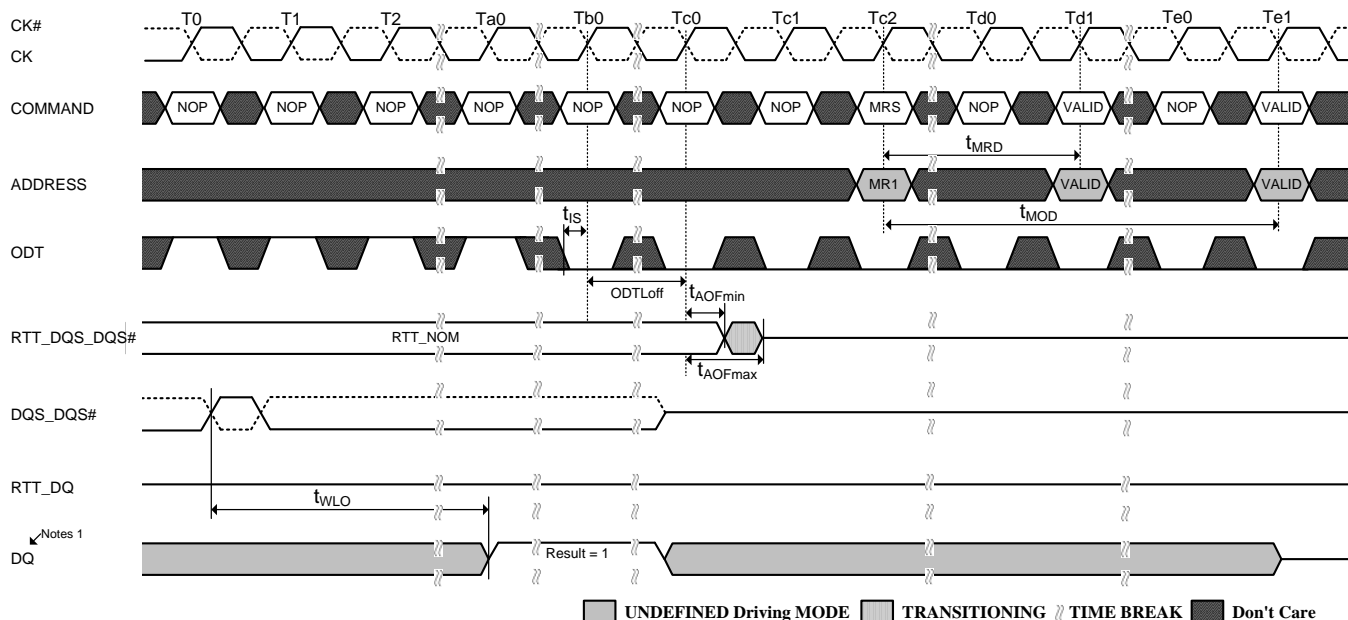 T0 T1 T2 Ta0 Tb0 Tc0 Tc1 Tc2 Td0 Td1 Te0 Te1
CK#
CK
COMMAND NOP NOP NOP NOP NOP NOP NOP MRS NOP VALID NOP VALID
tMRD
ADDRESS MR1 VALID VALID
tIS tMOD
ODT
ODTLoff tAOFmin
RTT_DQS_DQS# RTT_NOM
tAOFmax
DQS_DQS#
RTT_DQ
tWLO
Notes 1
DQ Result = 1
UNDEFINED Driving MODE TRANSITIONING TIME BREAK Don't Care